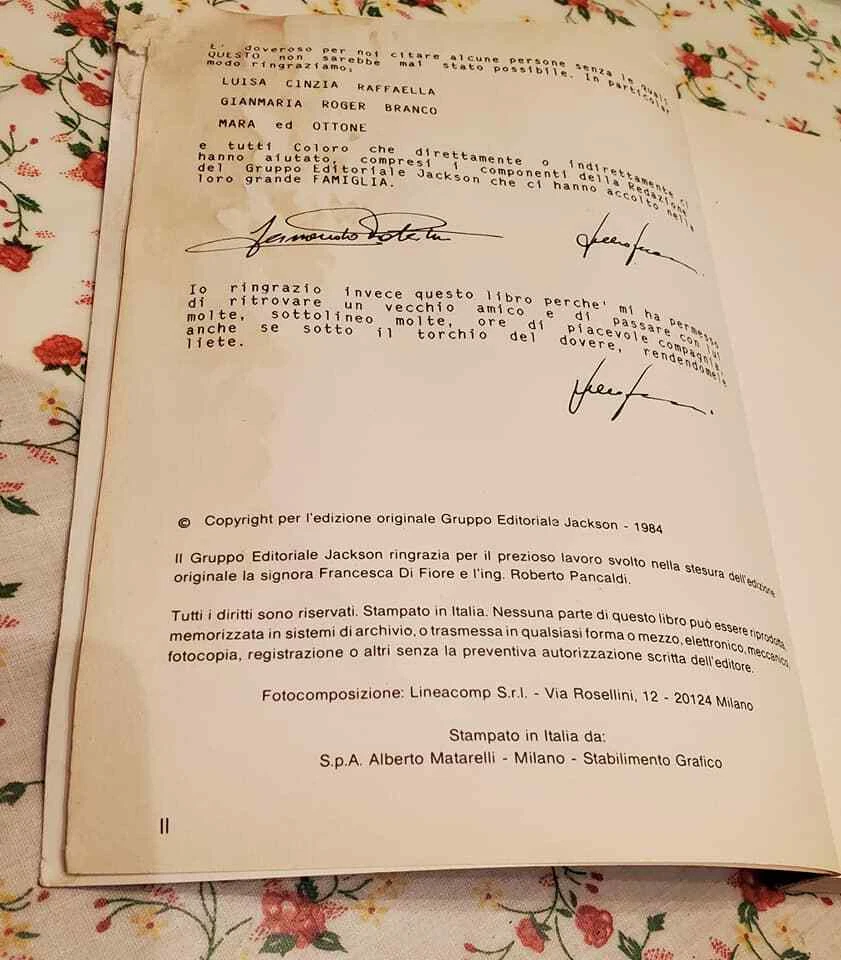 E' doveroso per noi citare alcune persone senza le quali
QUESTO non sarebbe mai stato possibile. In particolar
modo ringraziamo:
LUISA CINZIA RAFFAELLA
GIANMARIA ROGER BRANCO
MARA ed OTTONE
e tutti Coloro che direttamente o indirettamente ci
hanno aiutato, compresi i componenti della Redazione
del Gruppo Editoriale Jackson che ci hanno accolto nella
loro grande FAMIGLIA.
Io ringrazio invece questo libro perche' mi ha permesso
di ritrovare un vecchio amico e di passare con lui
molte, sottolineo molte, ore di piacevole compagnia,
anche se sotto il torchio del dovere, rendendomele
liete.
© Copyright per l'edizione originale Gruppo Editoriale Jackson - 1984
Il Gruppo Editoriale Jackson ringrazia per il prezioso lavoro svolto nella stesura dell'edizione
originale la signora Francesca Di Fiore e l'ing. Roberto Pancaldi.
Tutti i diritti sono riservati. Stampato in Italia. Nessuna parte di questo libro può essere riprodotta,
memorizzata in sistemi di archivio, o trasmessa in qualsiasi forma o mezzo, elettronico, meccanico,
fotocopia, registrazione o altri senza la preventiva autorizzazione scritta dell'editore.
Fotocomposizione: Lineacomp S.r.l. - Via Rosellini, 12 - 20124 Milano
Stampato in Italia da:
S.p.A. Alberto Matarelli - Milano - Stabilimento Grafico
II